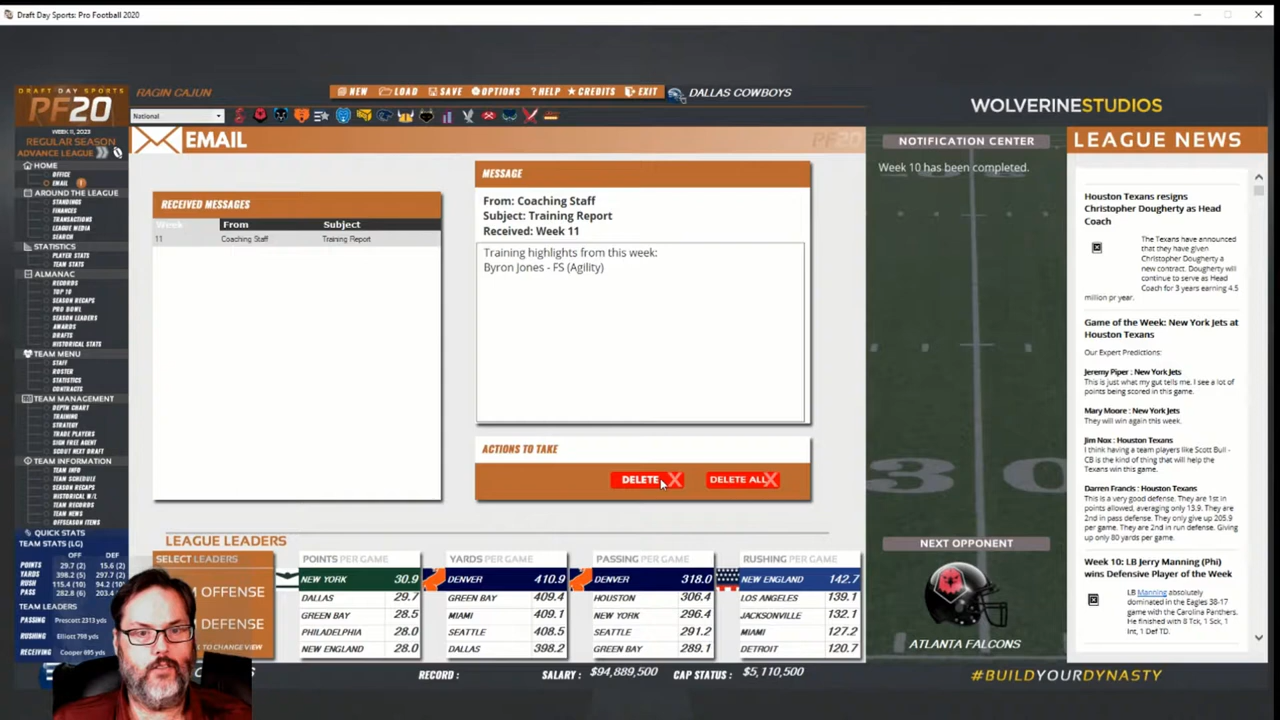 Draft Day Sports: Pro Football 2020
DRAFT DAY SPORTS
PF20
RAGIN CAJUN
NEW LOAD SAVE OPTIONS ? HELP CREDITS EXIT
DALLAS COWBOYS
WOLVERINESTUDIOS
National
WEEK 11, 2023
REGULAR SEASON
ADVANCE LEAGUE
HOME
OFFICE
EMAIL
AROUND THE LEAGUE
STANDINGS
FINANCES
TRANSACTIONS
LEAGUE MEDIA
SEARCH
STATISTICS
PLAYER STATS
TEAM STATS
ALMANAC
RECORDS
TOP 10
SEASON RECAPS
PRO BOWL
SEASON LEADERS
AWARDS
DRAFTS
HISTORICAL STATS
TEAM MENU
STAFF
ROSTER
STATISTICS
CONTRACTS
TEAM MANAGEMENT
DEPTH CHART
TRAINING
STRATEGY
TRADE PLAYERS
SIGN FREE AGENT
SCOUT NEXT DRAFT
TEAM INFORMATION
TEAM INFO
TEAM SCHEDULE
SEASON RECAPS
HISTORICAL W/L
TEAM RECORDS
TEAM NEWS
OFFSEASON ITEMS
QUICK STATS
TEAM STATS (LG)
OFF DEF
POINTS 29.7 (2) 15.6 (2)
YARDS 398.2 (5) 297.7 (2)
RUSH 115.4 (10) 94.2 (10)
PASS 282.8 (6) 203.4
TEAM LEADERS
PASSING Prescott 2313 yds
RUSHING Elliott 798 yds
RECEIVING Cooper 695 yds
EMAIL
PF20
RECEIVED MESSAGES
Week From Subject
11 Coaching Staff Training Report
MESSAGE
From: Coaching Staff
Subject: Training Report
Received: Week 11
Training highlights from this week:
Byron Jones - FS (Agility)
ACTIONS TO TAKE
DELETE X DELETE ALL X
LEAGUE LEADERS
SELECT LEADERS
OFFENSE
DEFENSE
TO CHANGE VIEW
POINTS PER GAME
NEW YORK 30.9
DALLAS 29.7
GREEN BAY 28.5
PHILADELPHIA 28.0
NEW ENGLAND 28.0
YARDS PER GAME
DENVER 410.9
GREEN BAY 409.4
MIAMI 409.1
SEATTLE 408.5
DALLAS 398.2
PASSING PER GAME
DENVER 318.0
HOUSTON 306.4
NEW YORK 296.4
SEATTLE 291.2
GREEN BAY 289.1
RUSHING PER GAME
NEW ENGLAND 142.7
LOS ANGELES 139.1
JACKSONVILLE 132.1
MIAMI 127.2
DETROIT 120.7
RECORD : SALARY: $94,889,500 CAP STATUS : $5,110,500
NOTIFICATION CENTER
Week 10 has been completed.
30
NEXT OPPONENT
ATLANTA FALCONS
LEAGUE NEWS
Houston Texans resigns
Christopher Dougherty as Head
Coach
The Texans have announced
that they have given
Christopher Dougherty a
new contract. Dougherty will
continue to serve as Head
Coach for 3 years earning 4.5
million pr year.
Game of the Week: New York Jets at
Houston Texans
Our Expert Predictions:
Jeremy Piper : New York Jets
This is just what my gut tells me. I see a lot of
points being scored in this game.
Mary Moore : New York Jets
They will win again this week.
Jim Nox : Houston Texans
I think having a team players like Scott Bull -
CB is the kind of thing that will help the
Texans win this game.
Darren Francis : Houston Texans
This is a very good defense. They are 1st in
points allowed, averaging only 13.9. They are
2nd in pass defense. They only give up 205.9
per game. They are 2nd in run defense. Giving
up only 80 yards per game.
Week 10: LB Jerry Manning (Phi)
wins Defensive Player of the Week
LB Manning absolutely
dominated in the Eagles 38-17
game with the Carolina Panthers.
He finished with 8 Tck, 1 Sck, 1
Int, 1 Def TD.
#BUILDYOURDYNASTY